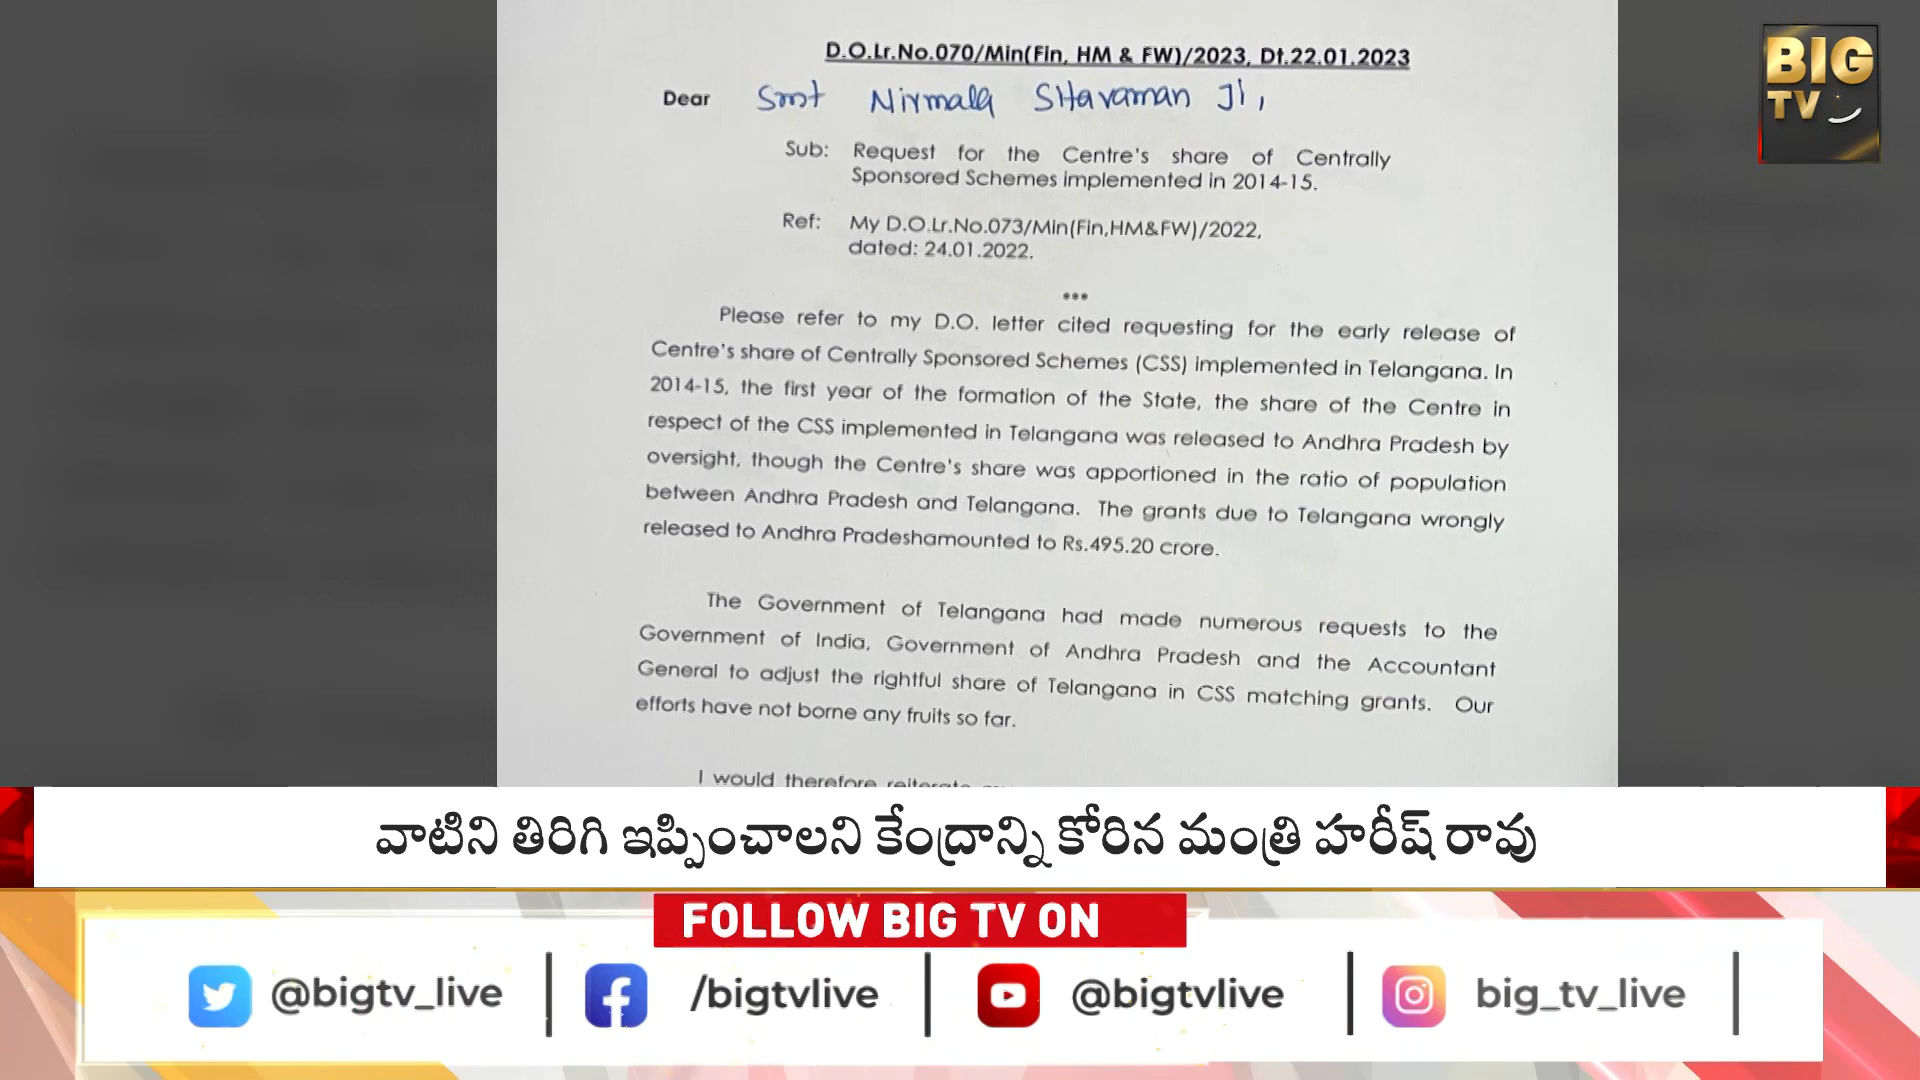 D.O.Lr.No.070/Min(Fin, HM & FW)/2023, Dt.22.01.2023
BIG
TV
Dear Smt Nirmala Sitaraman Ji,
Sub: Request for the Centre's share of Centrally
Sponsored Schemes implemented in 2014-15.
Ref: My D.O.Lr.No.073/Min(Fin,HM&FW)/2022,
dated: 24.01.2022.
***
Please refer to my D.O. letter cited requesting for the early release of
Centre's share of Centrally Sponsored Schemes (CSS) implemented in Telangana. In
2014-15, the first year of the formation of the State, the share of the Centre in
respect of the CSS implemented in Telangana was released to Andhra Pradesh by
oversight, though the Centre's share was apportioned in the ratio of population
between Andhra Pradesh and Telangana. The grants due to Telangana wrongly
released to Andhra Pradeshamounted to Rs.495.20 crore.
The Government of Telangana had made numerous requests to the
Government of India, Government of Andhra Pradesh and the Accountant
General to adjust the rightful share of Telangana in CSS matching grants. Our
efforts have not borne any fruits so far.
I would therefore reiterate
వాటిని తిరిగి ఇప్పించాలని కేంద్రాన్ని కోరిన మంత్రి హరీష్ రావు
FOLLOW BIG TV ON
@bigtv_live /bigtvlive @bigtvlive big_tv_live